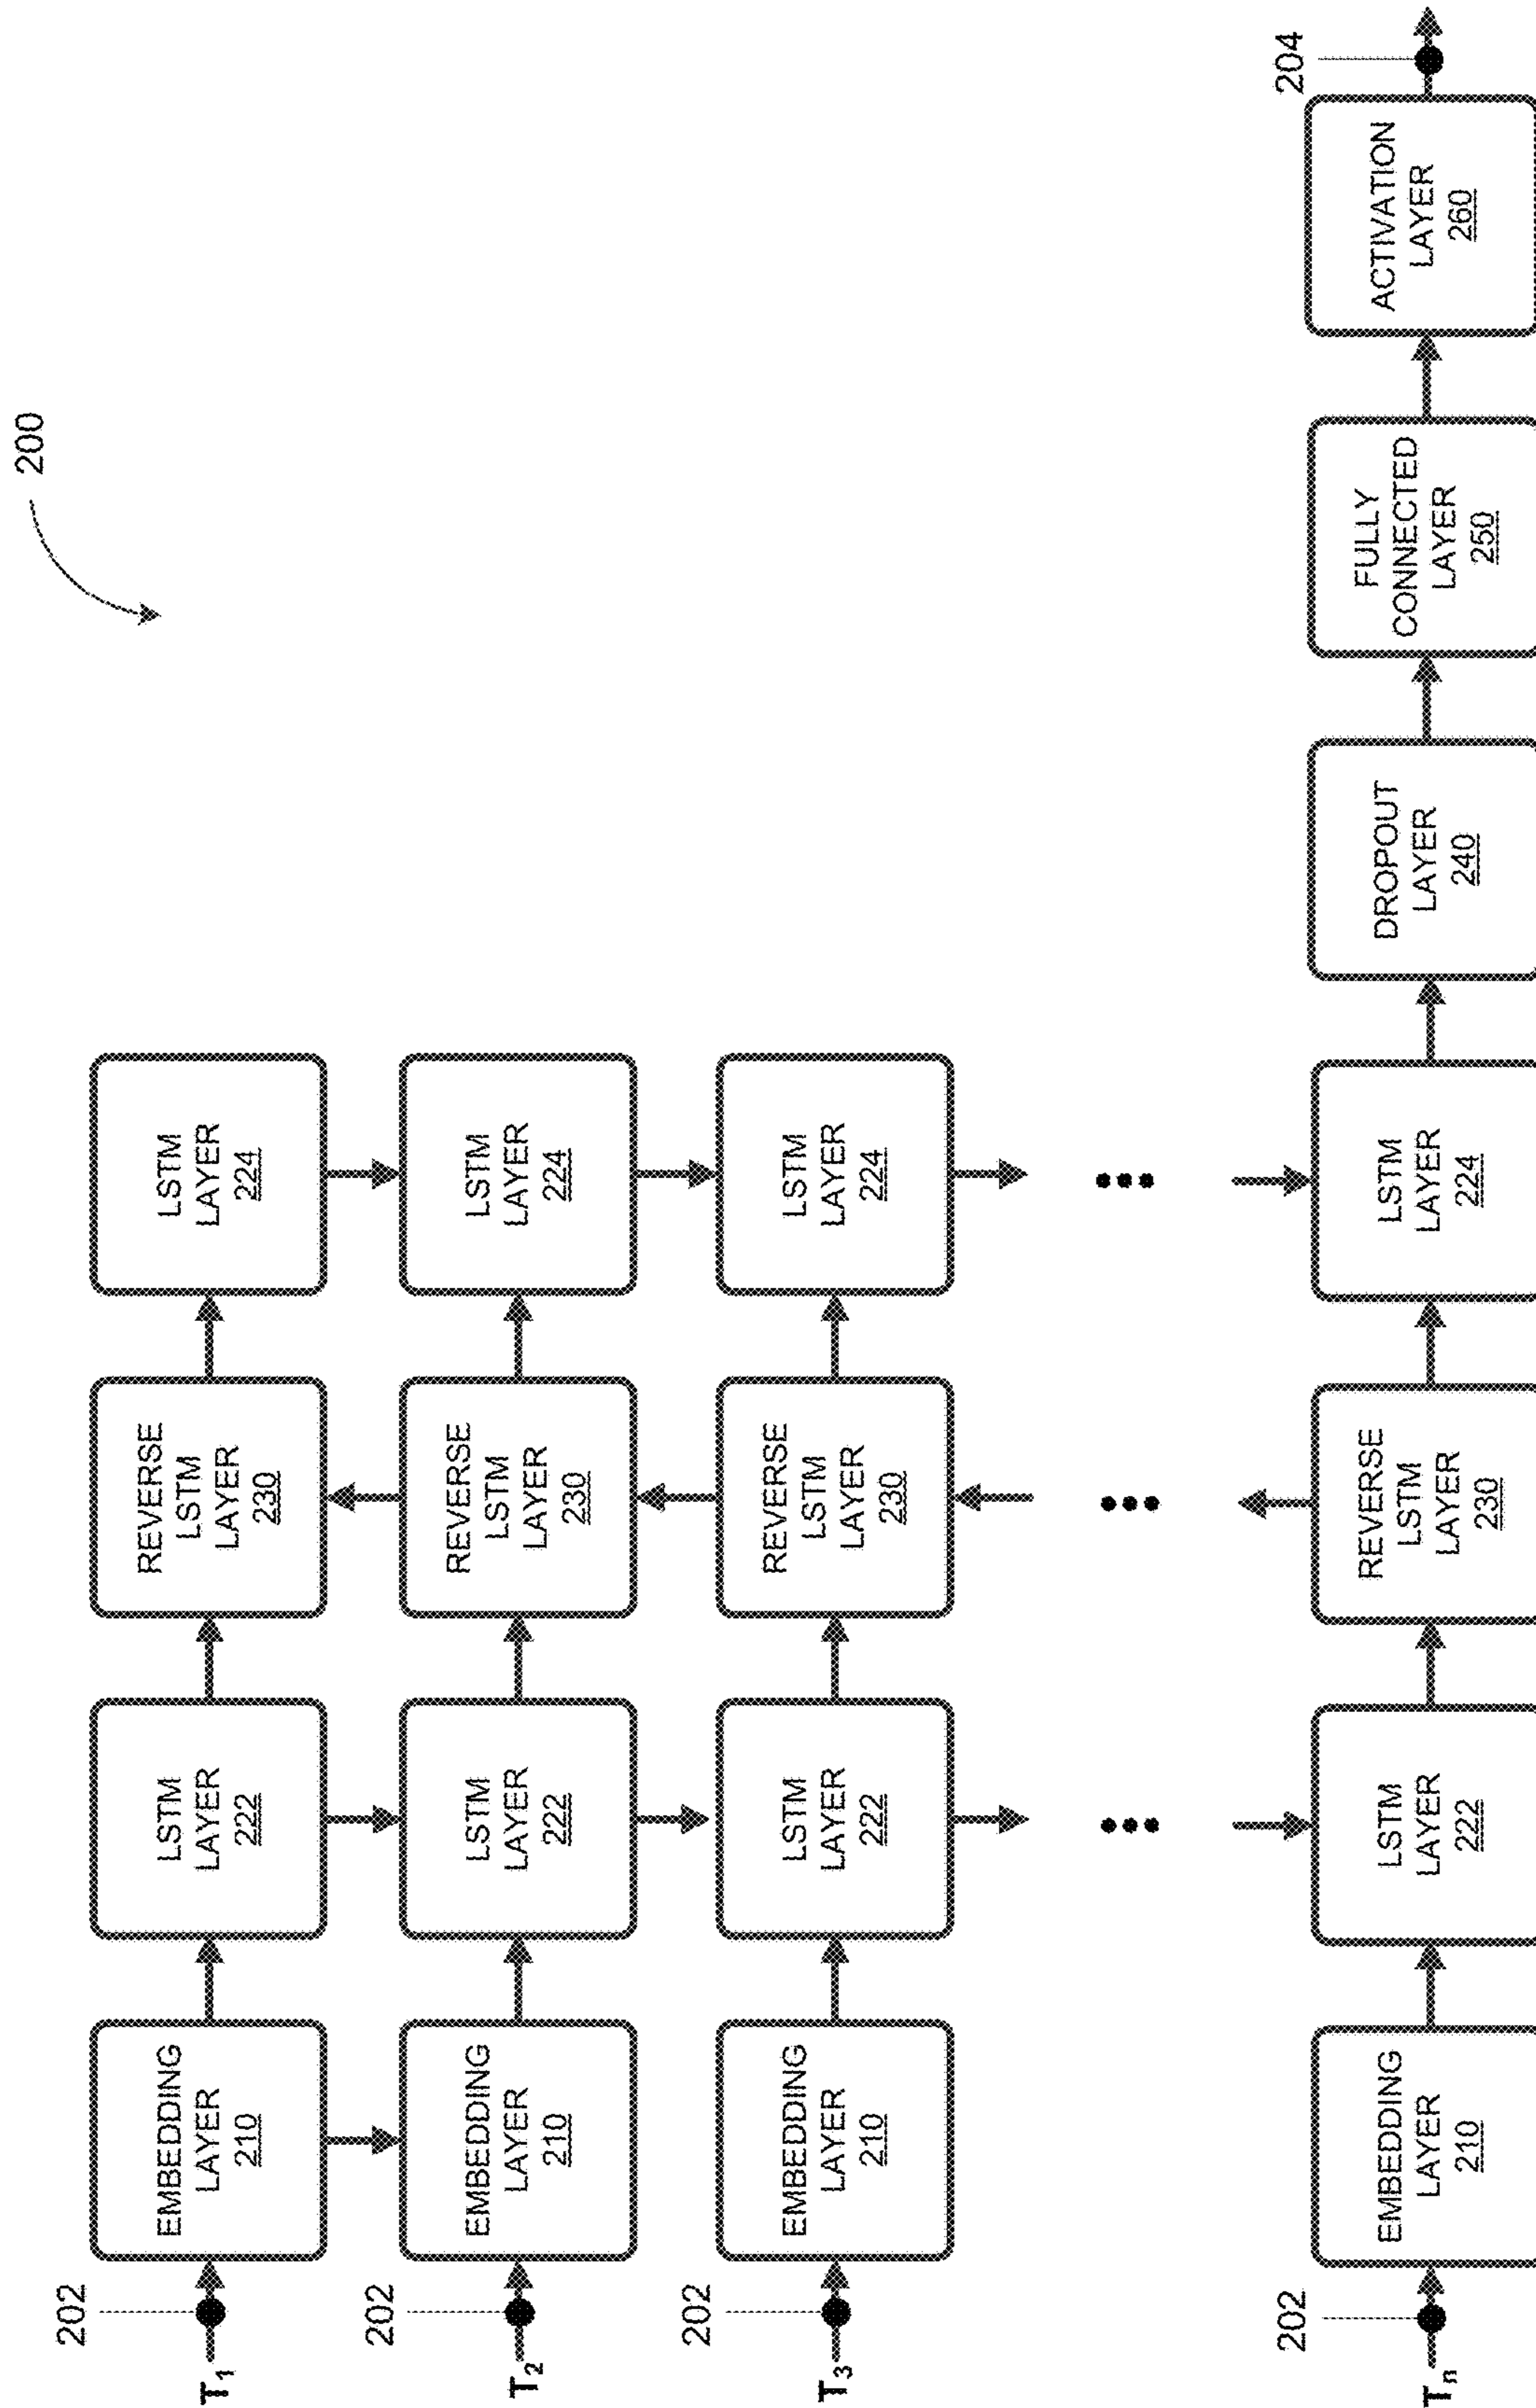 200
T1
202
EMBEDDING
LAYER
210
LSTM
LAYER
222
REVERSE
LSTM
LAYER
230
LSTM
LAYER
224
T2
202
EMBEDDING
LAYER
210
LSTM
LAYER
222
REVERSE
LSTM
LAYER
230
LSTM
LAYER
224
T3
202
EMBEDDING
LAYER
210
LSTM
LAYER
222
REVERSE
LSTM
LAYER
230
LSTM
LAYER
224
Tn
202
EMBEDDING
LAYER
210
LSTM
LAYER
222
REVERSE
LSTM
LAYER
230
LSTM
LAYER
224
DROPOUT
LAYER
240
FULLY
CONNECTED
LAYER
250
ACTIVATION
LAYER
260
204